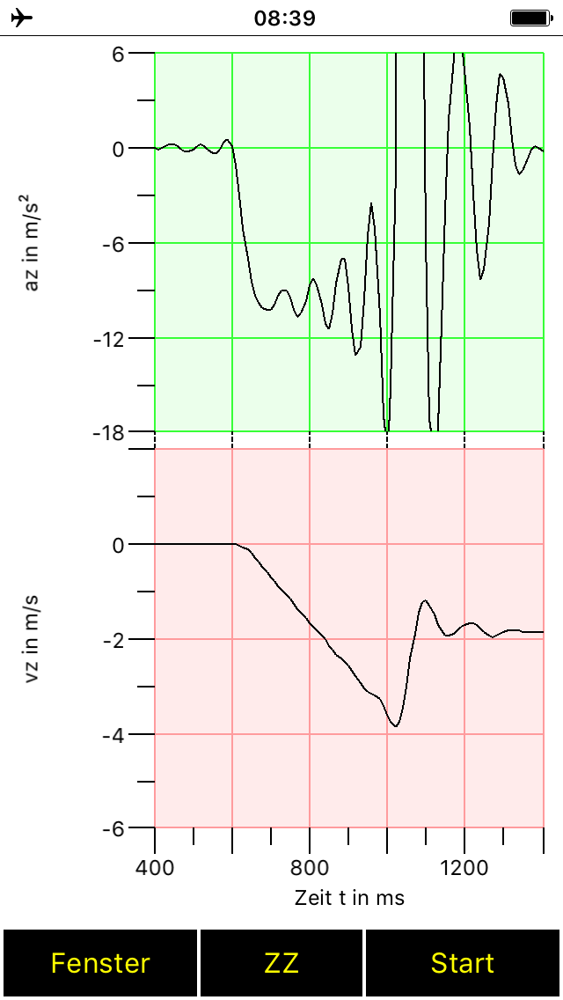 08:39
6
0
-6
-12
-18
az in m/s²
0
-2
-4
-6
vz in m/s
400 800 1200
Zeit t in ms
Fenster ZZ Start